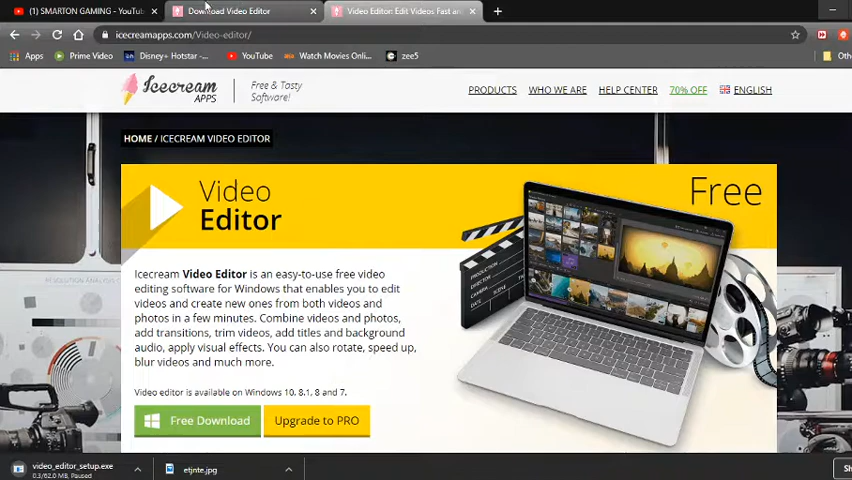 (1) SMARTON GAMING - YouTub
Download Video Editor
Video Editor: Edit Videos Fast an
icecreamapps.com/Video-editor/
Apps
Prime Video
Disney+ Hotstar -...
YouTube
Watch Movies Onl...
zee5
Oth
Icecream
APPS
Free & Tasty
Software!
PRODUCTS
WHO WE ARE
HELP CENTER
70% OFF
ENGLISH
HOME / ICECREAM VIDEO EDITOR
Video
Editor
Free
Icecream Video Editor is an easy-to-use free video
editing software for Windows that enables you to edit
videos and create new ones from both videos and
photos in a few minutes. Combine videos and photos,
add transitions, trim videos, add titles and background
audio, apply visual effects. You can also rotate, speed up,
blur videos and much more.
Video editor is available on Windows 10, 8.1, 8 and 7.
Free Download
Upgrade to PRO
video_editor_setup.exe
0.3/62.0 MB, Paused
etjnte.jpg
Sh